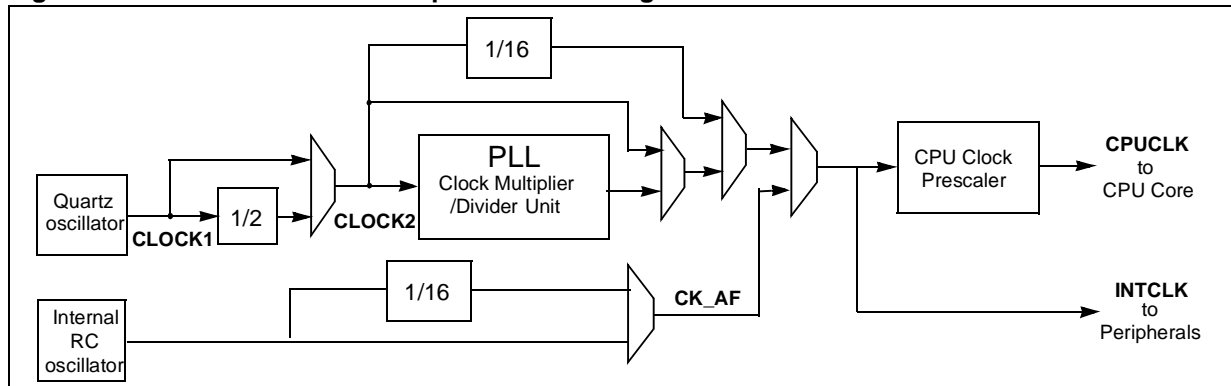 1/16
PLL
Clock Multiplier
/Divider Unit
Quartz
oscillator
CLOCK1
1/2
CLOCK2
CPU Clock
Prescaler
CPUCLK
to
CPU Core
Internal
RC
oscillator
1/16
CK_AF
INTCLK
to
Peripherals